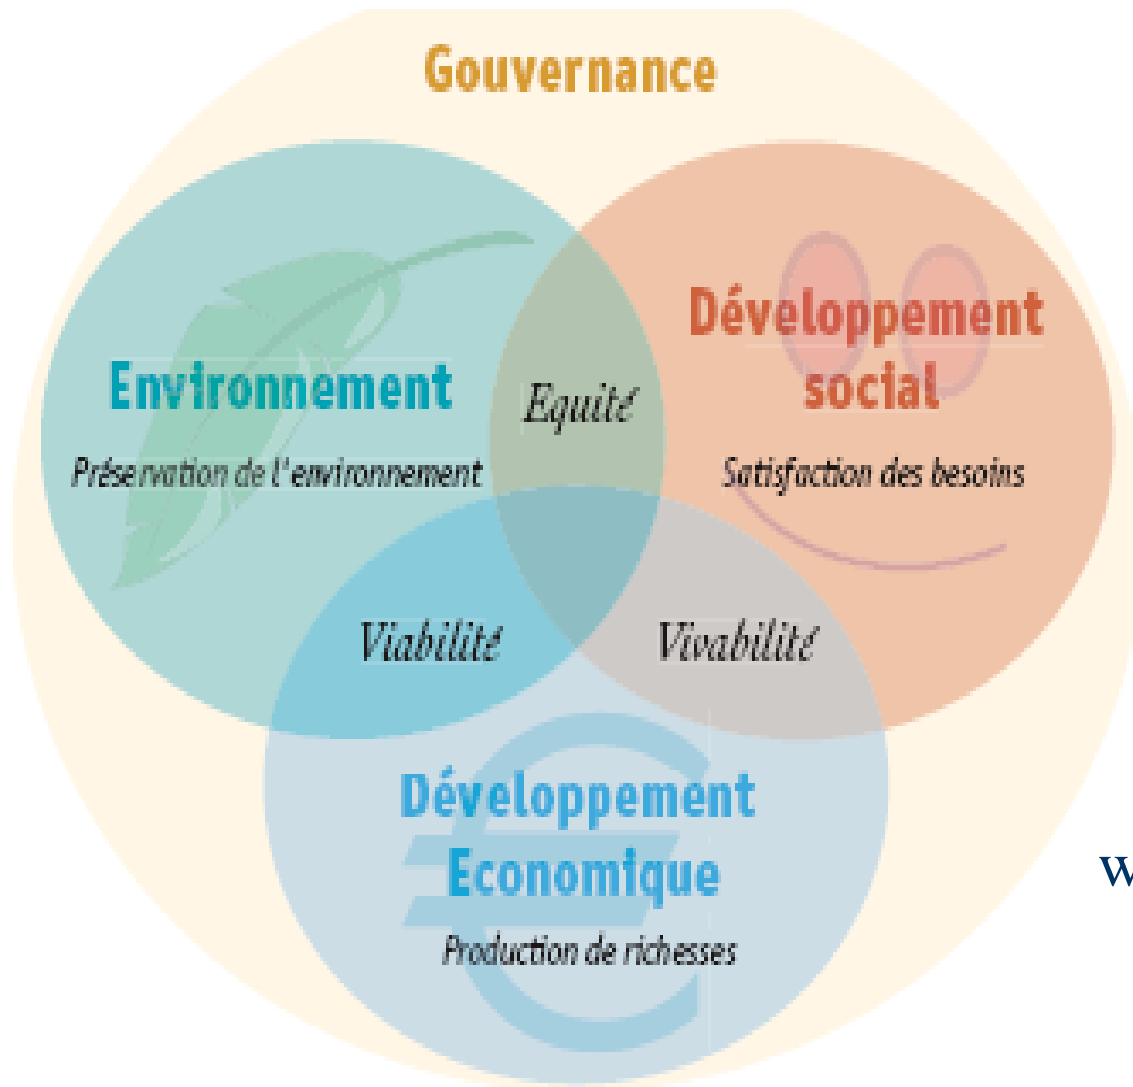 Gouvernance
Environnement
Préservation de l'environnement
Equité
Développement
social
Satisfaction des besoins
Viabilité
Vivabilité
Développement
Economique
Production de richesses
w